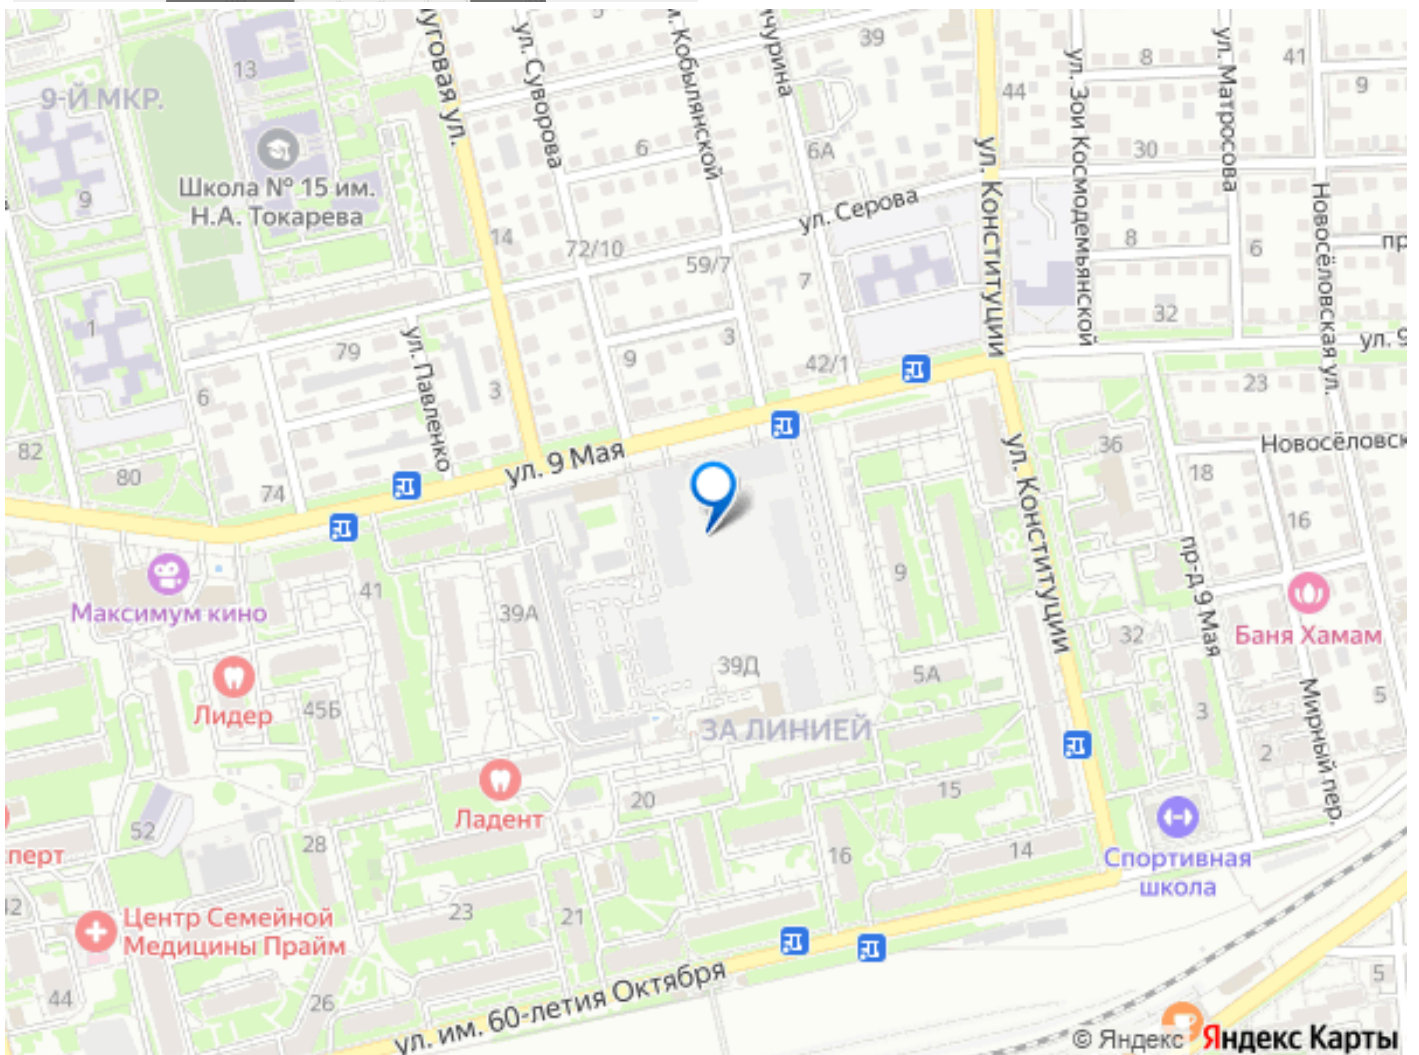 9-Й МКР.
13
Школа № 15 им.
Н.А. Токарева
9
1
82
80
6
79
74
ул. Павленко
3
14
ул. Суворова
72/10
6
59/7
9
3
39
6А
7
42/1
ул. Серова
44
ул. Конституции
ул. Зои Космодемьянской
8
30
8
32
ул. Матросова
41
9
6
Новосёловская ул.
23
ул. 9 Мая
ул. Конституции
36
18
16
пр-д 9 Мая
32
3
2
5
Баня Хамам
Мирный пер.
Максимум кино
41
39А
Лидер
45Б
39Д
9
5А
ЗА ЛИНИЕЙ
Ладент
20
15
16
14
52
28
23
21
26
44
Центр Семейной
Медицины Прайм
Спортивная
школа
ул. им. 60-летия Октября
5
© Яндекс Яндекс Карты